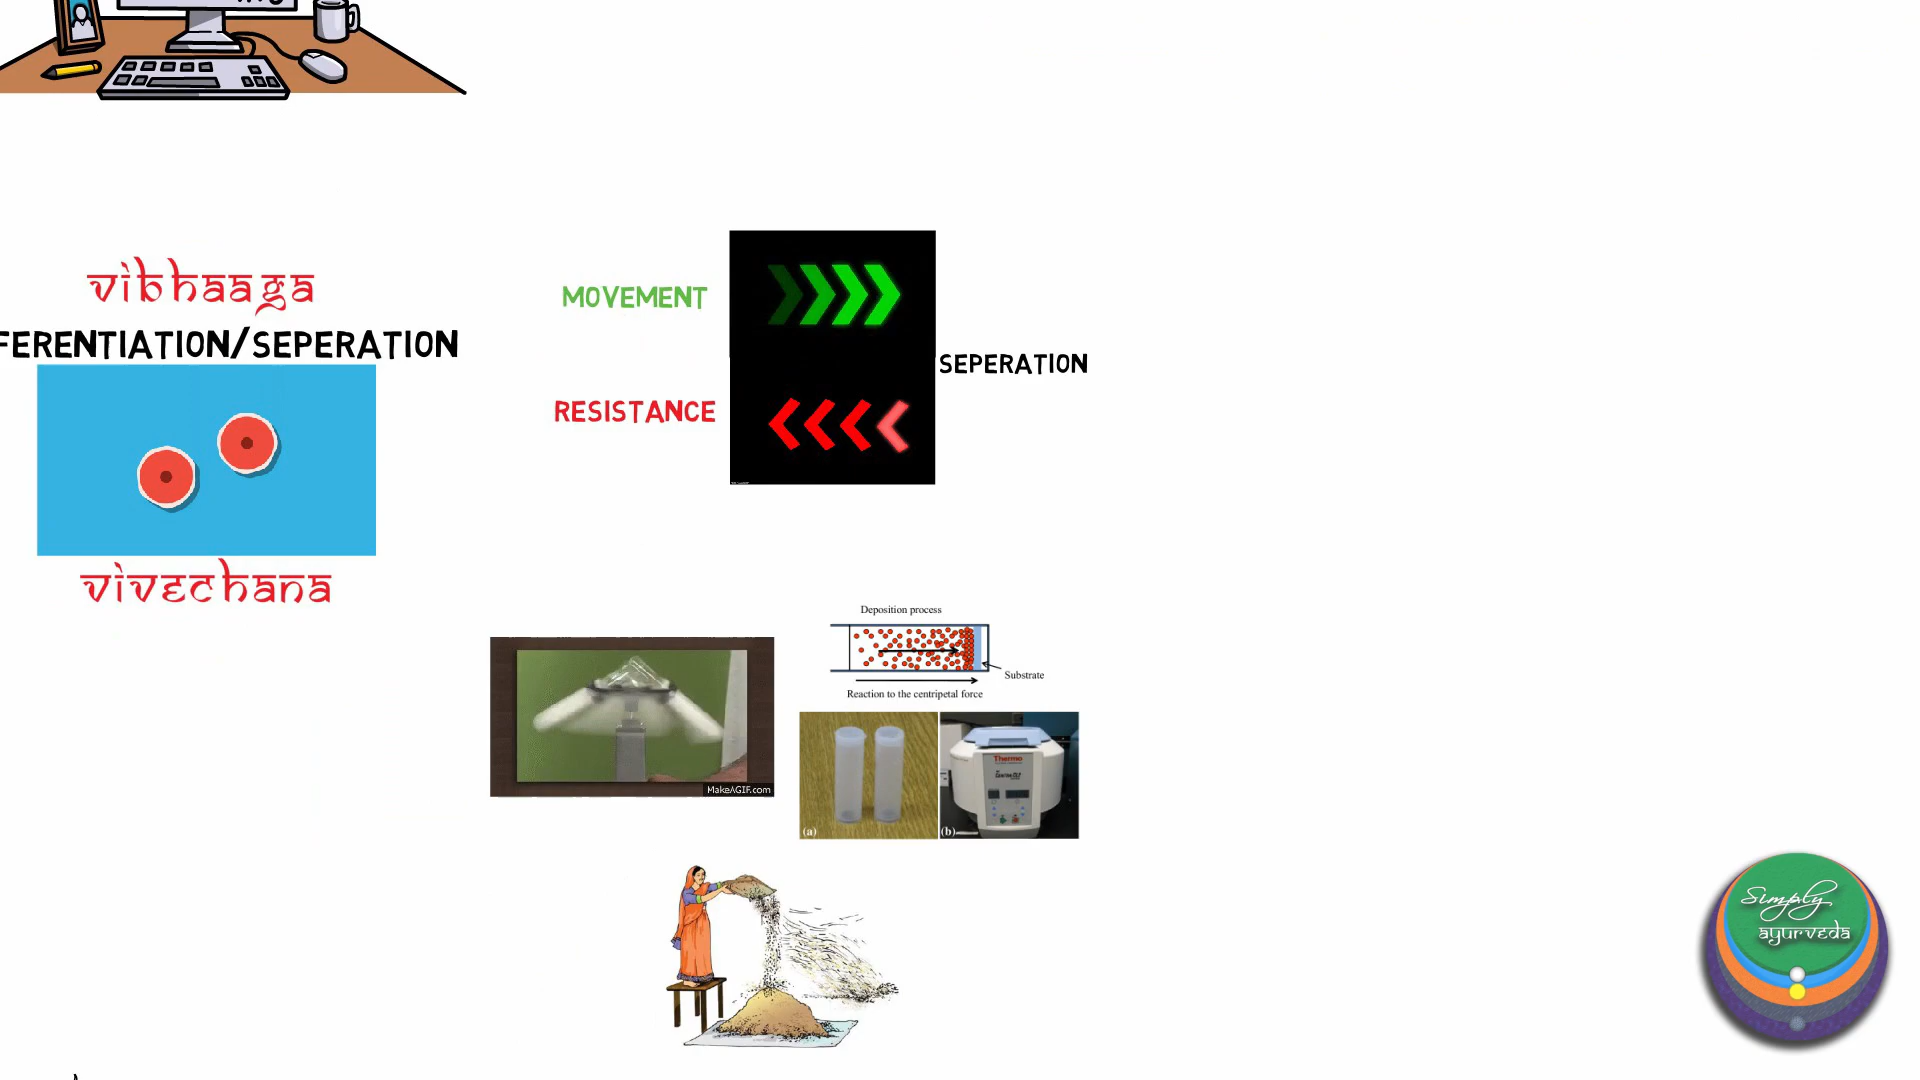 vibhaaga
FERENTIATION/SEPERATION
vivechana
MOVEMENT
RESISTANCE
SEPERATION
MakeAGIF.com
Deposition process
Substrate
Reaction to the centripetal force
Thermo
(a)
(b)
Simply
ayurveda